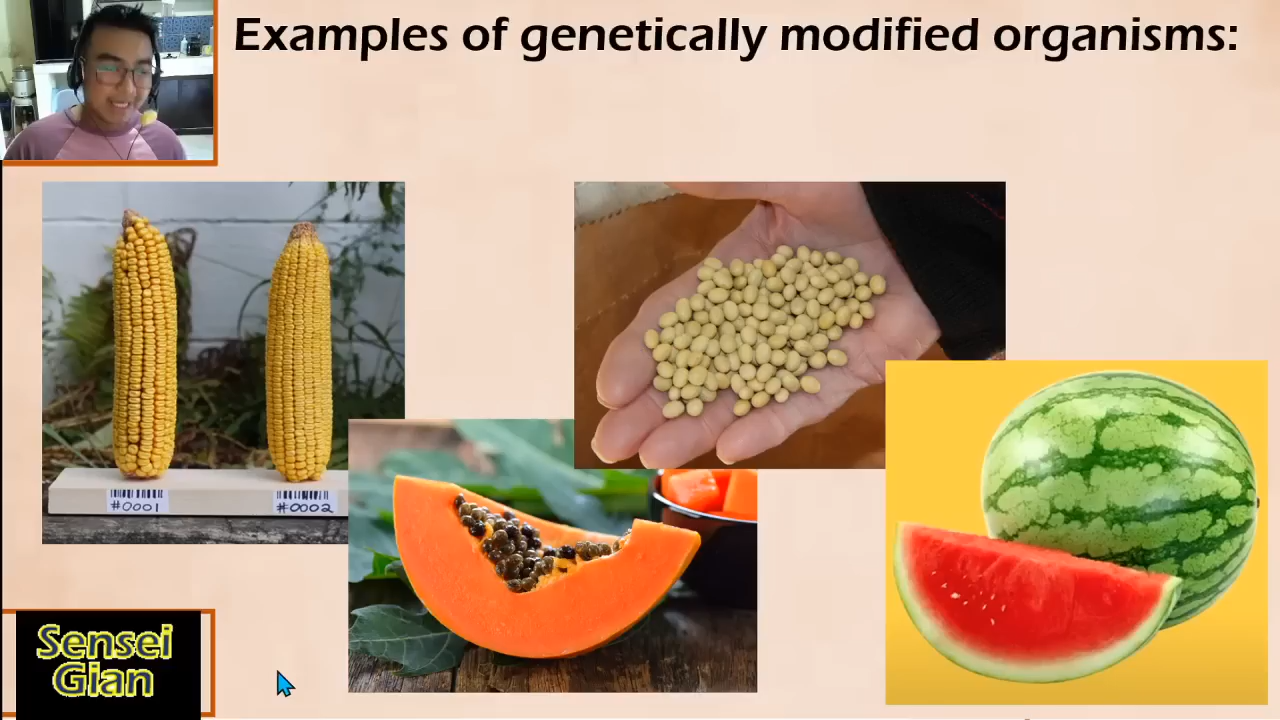 Examples of genetically modified organisms:
#0001
#0002
Sensei
Gian